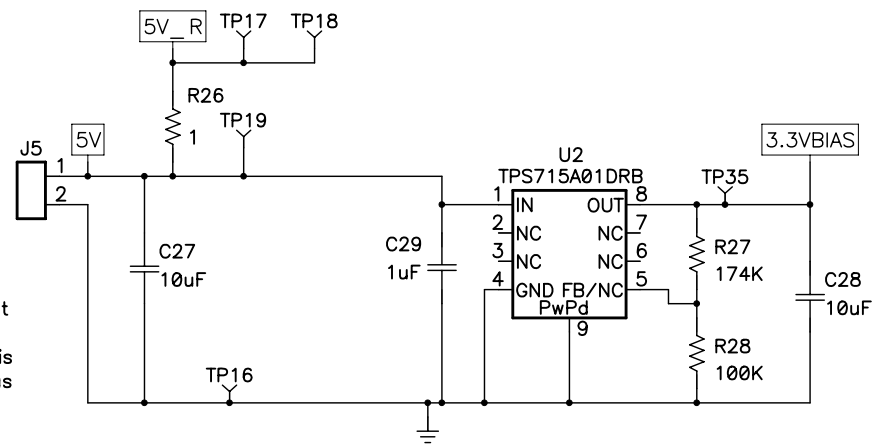 5V_R
TP17
TP18
R26
1
TP19
5V
J5
1
2
C27
10uF
C29
1uF
U2
TPS715A01DRB
1
IN
OUT
8
2
NC
NC
7
3
NC
NC
6
4
GND
FB/NC
5
PwPd
9
TP35
3.3VBIAS
R27
174K
C28
10uF
R28
100K
TP16
t
is